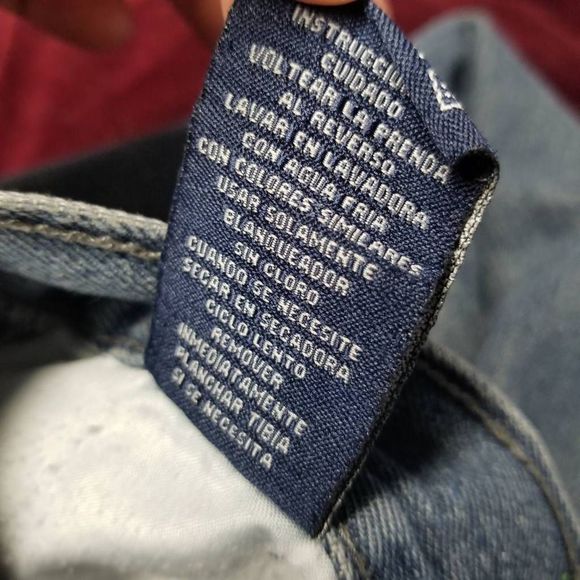 INSTRUCCIO
CUIDADO
VOLTEAR LA PRENDA
AL REVERSO
LAVAR EN LAVADORA
CON AGUA FRIA
CON COLORES SIMILARES
USAR SOLAMENTE
BLANQUEADOR
SIN CLORO
CUANDO SE NECESITE
SECAR EN SECADORA
CICLO LENTO
REMOVER
INMEDIATAMENTE
PLANCHAR TIBIA
SI SE NECESITA